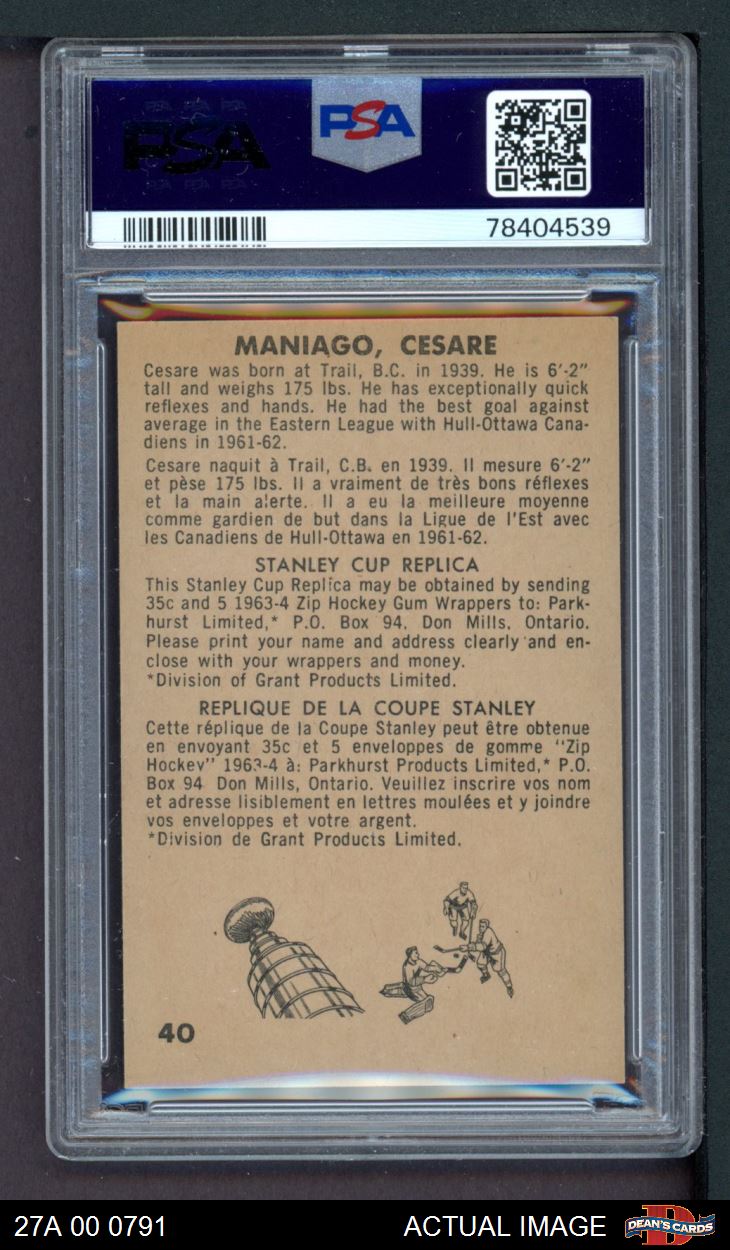 PSA
PSA
78404539
MANIAGO, CESARE
Cesare was born at Trail, B.C. in 1939. He is 6'-2"
tall and weighs 175 lbs. He has exceptionally quick
reflexes and hands. He had the best goal against
average in the Eastern League with Hull-Ottawa Cana-
diens in 1961-62.
Cesare naquit à Trail, C.B. en 1939. Il mesure 6'-2"
et pèse 175 lbs. Il a vraiment de très bons réflexes
et la main alerte. Il a eu la meilleure moyenne
comme gardien de but dans la Ligue de l'Est avec
les Canadiens de Hull-Ottawa en 1961-62.
STANLEY CUP REPLICA
This Stanley Cup Replica may be obtained by sending
35c and 5 1963-4 Zip Hockey Gum Wrappers to: Park-
hurst Limited,* P.O. Box 94, Don Mills, Ontario.
Please print your name and address clearly and en-
close with your wrappers and money.
*Division of Grant Products Limited.
REPLIQUE DE LA COUPE STANLEY
Cette réplique de la Coupe Stanley peut être obtenue
en envoyant 35c et 5 enveloppes de gomme "Zip
Hockey" 1963-4 à: Parkhurst Products Limited,* P.O.
Box 94 Don Mills, Ontario. Veuillez inscrire vos nom
et adresse lisiblement en lettres moulées et y joindre
vos enveloppes et votre argent.
*Division de Grant Products Limited.
40
27A 00 0791 ACTUAL IMAGE DEAN'S CARDS